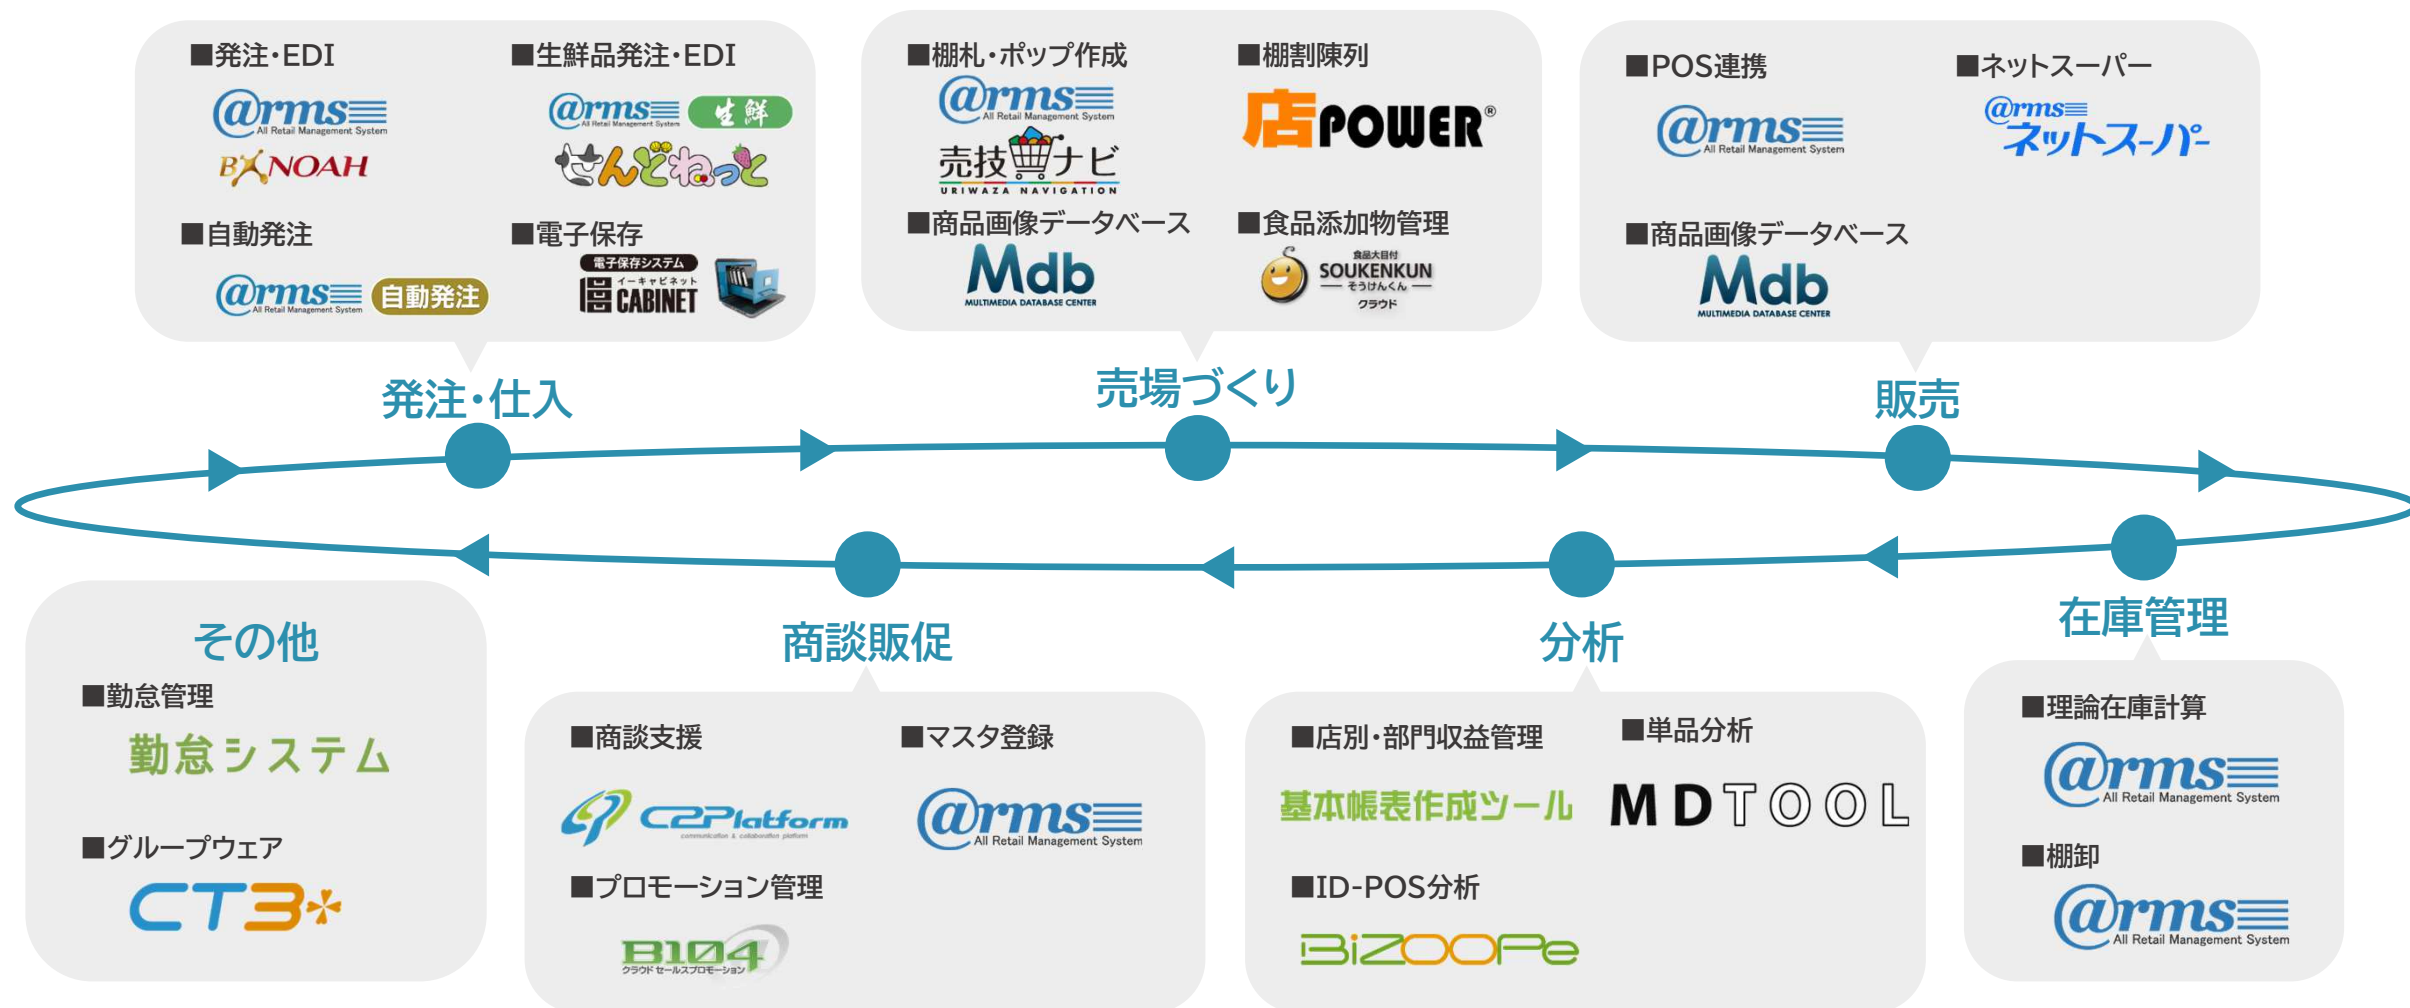 ■発注・EDI
@rms
All Retail Management System
BXNOAH
■生鮮品発注・EDI
@rms 生鮮
All Retail Management System
せんどねっと
■自動発注
@rms 自動発注
All Retail Management System
■電子保存
電子保存システム
イーキャビネット
CABINET
発注・仕入
■棚札・ポップ作成
@rms
All Retail Management System
売技ナビ
URIWAZA NAVIGATION
■棚割陳列
店POWER®
■商品画像データベース
Mdb
MULTIMEDIA DATABASE CENTER
■食品添加物管理
食品大目付
SOUKENKUN
そうけんくん
クラウド
売場づくり
■POS連携
@rms
All Retail Management System
■ネットスーパー
@rms
ネットスーパー
■商品画像データベース
Mdb
MULTIMEDIA DATABASE CENTER
販売
その他
■勤怠管理
勤怠システム
■グループウェア
CT3
商談販促
■商談支援
C2Platform
communication & collaboration platform
■マスタ登録
@rms
All Retail Management System
■プロモーション管理
B104
クラウド セールスプロモーション
分析
■店別・部門収益管理
基本帳表作成ツール
■単品分析
MDTOOL
■ID-POS分析
BiZOOPe
在庫管理
■理論在庫計算
@rms
All Retail Management System
■棚卸
@rms
All Retail Management System